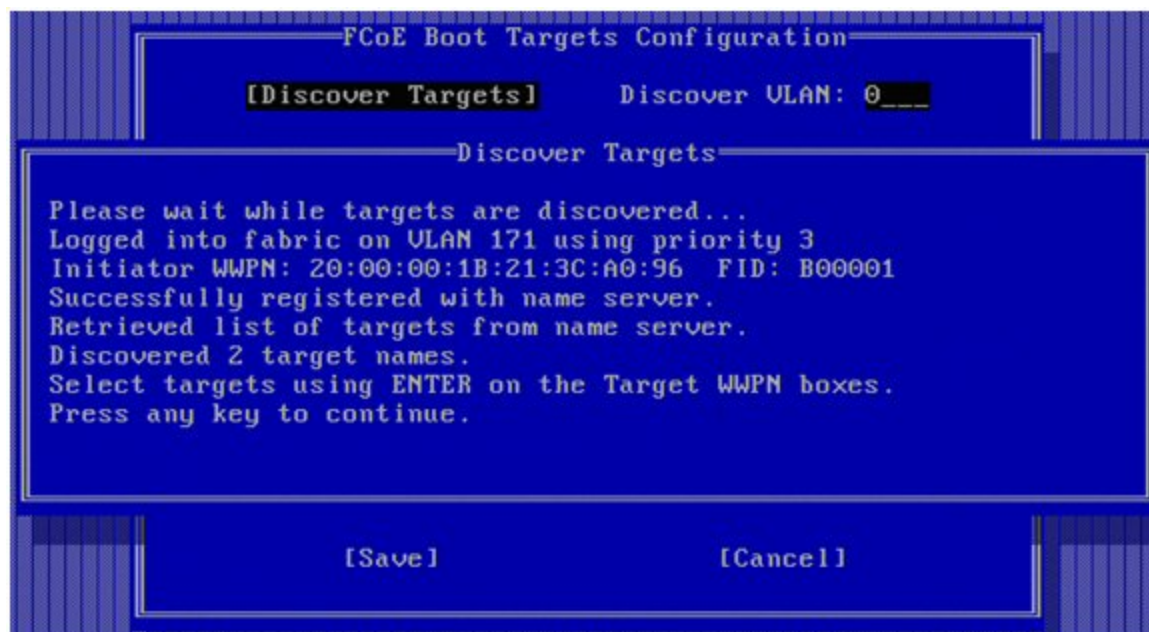 FCoE Boot Targets Configuration
[Discover Targets] Discover VLAN: 0___
Discover Targets
Please wait while targets are discovered...
Logged into fabric on VLAN 171 using priority 3
Initiator WWPN: 20:00:00:1B:21:3C:A0:96 FID: B00001
Successfully registered with name server.
Retrieved list of targets from name server.
Discovered 2 target names.
Select targets using ENTER on the Target WWPN boxes.
Press any key to continue.
[Save] [Cancel]